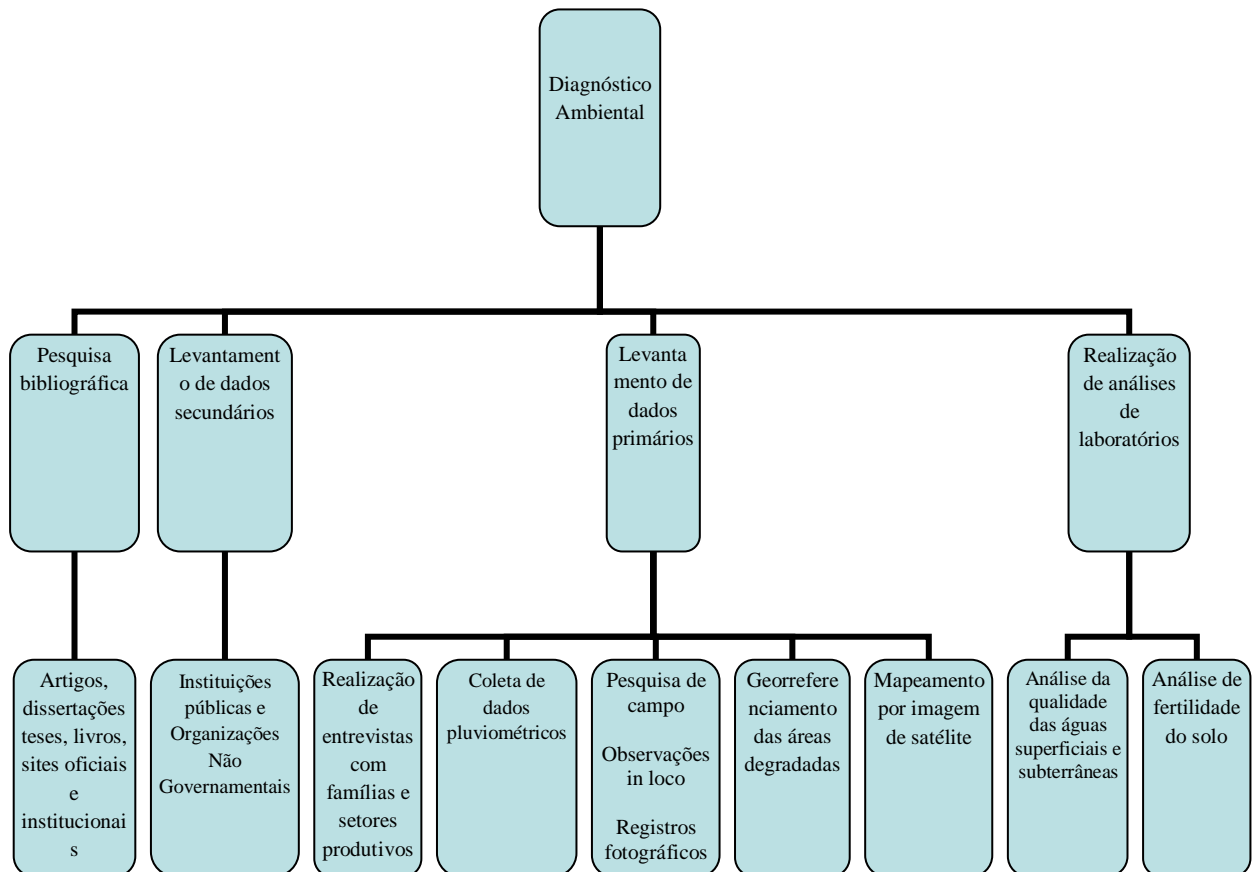 Diagnóstico
Ambiental
Pesquisa
bibliográfica
Levantament
o de dados
secundários
Levanta
mento de
dados
primários
Realização
de análises
de
laboratórios
Artigos,
dissertações
teses, livros,
sites oficiais
e
institucionai
s
Instituições
públicas e
Organizações
Não
Governamentais
Realização
de
entrevistas
com
famílias e
setores
produtivos
Coleta de
dados
pluviométricos
Pesquisa de
campo
Observações
in loco
Registros
fotográficos
Georrefere
nciamento
das áreas
degradadas
Mapeamento
por imagem
de satélite
Análise da
qualidade
das águas
superficiais e
subterrâneas
Análise de
fertilidade
do solo